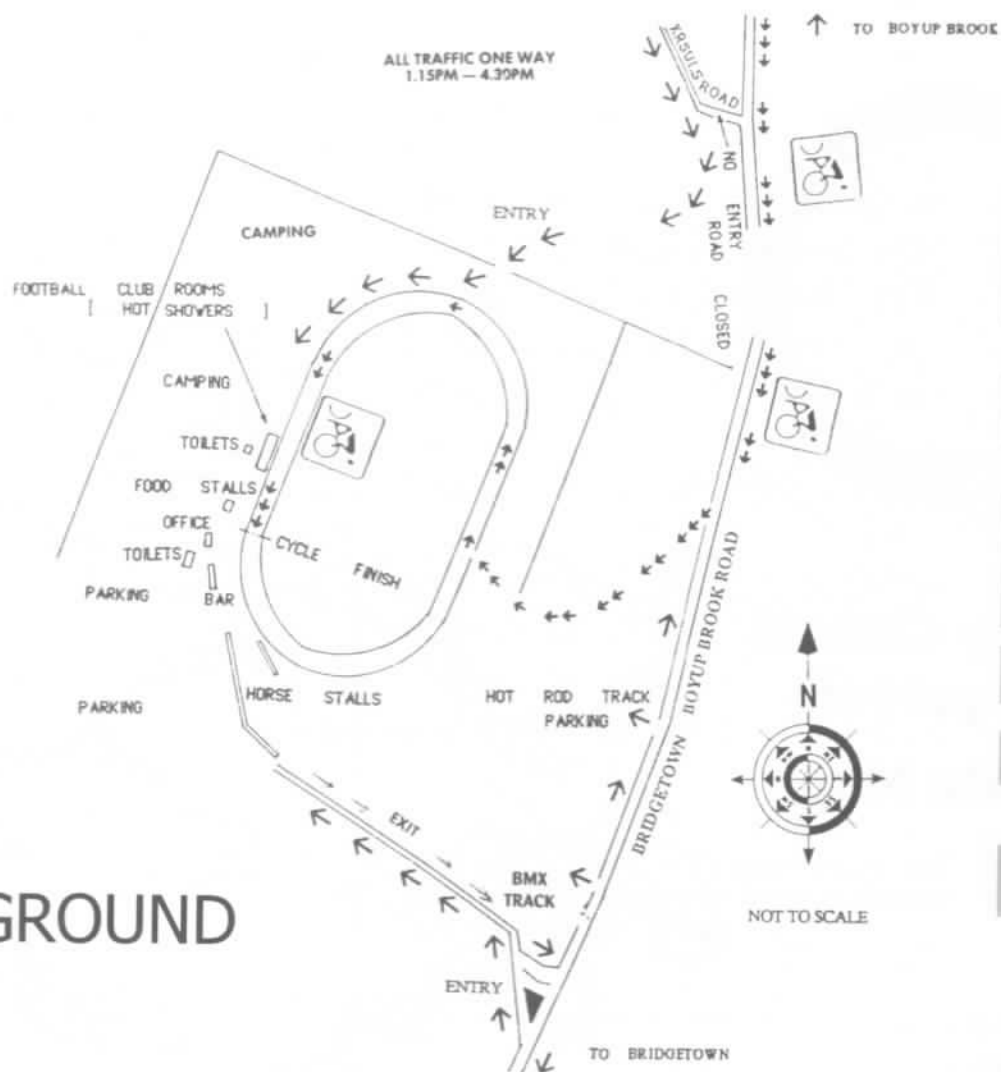 ↑ TO BOYUP BROOK
ALL TRAFFIC ONE WAY
1.15PM — 4.30PM
KRSULS ROAD
NO ENTRY
ROAD CLOSED
ENTRY
CAMPING
FOOTBALL CLUB ROOMS
[ HOT SHOWERS ]
CAMPING
TOILETS
FOOD STALLS
OFFICE
TOILETS
CYCLE FINISH
PARKING
BAR
HORSE STALLS
PARKING
HOT ROD TRACK
PARKING
BRIDGETOWN BOYUP BROOK ROAD
N
EXIT
BMX
TRACK
NOT TO SCALE
GROUND
ENTRY
TO BRIDGETOWN